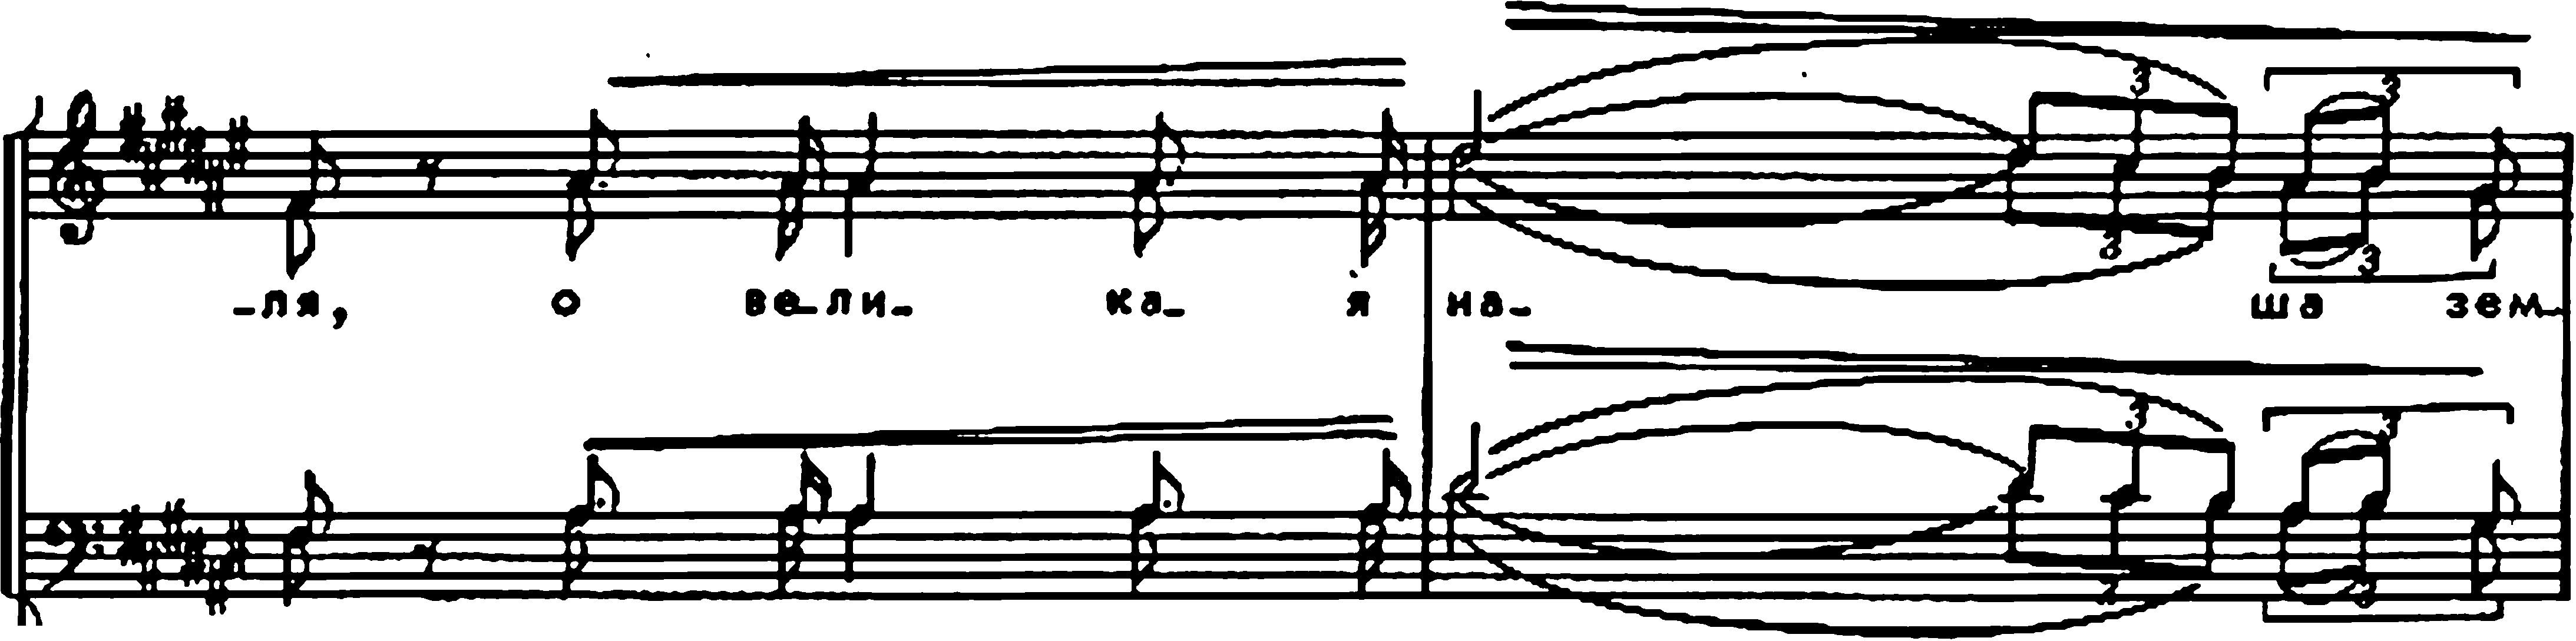 -ля, о ве-ли- ка- я на- ша зем-